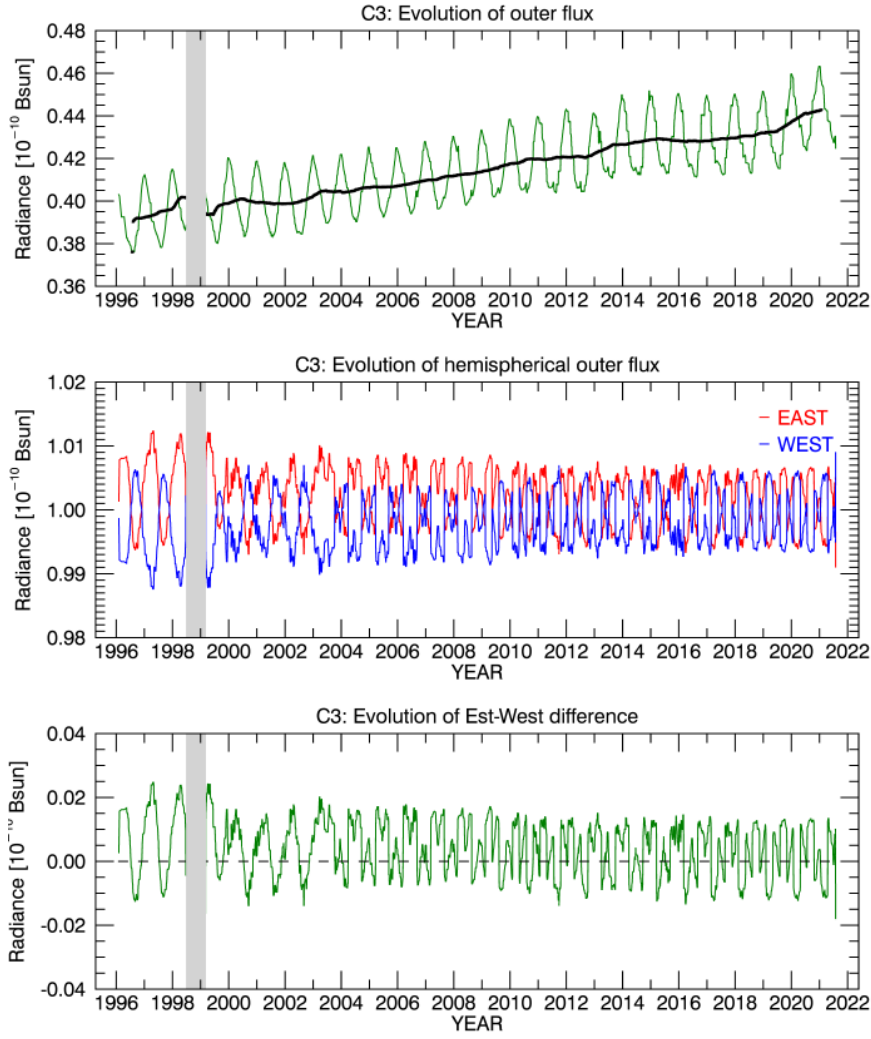 C3: Evolution of outer flux
Radiance [10⁻¹⁰ Bsun]
0.48
0.46
0.44
0.42
0.40
0.38
0.36
1996 1998 2000 2002 2004 2006 2008 2010 2012 2014 2016 2018 2020 2022
YEAR
C3: Evolution of hemispherical outer flux
Radiance [10⁻¹⁰ Bsun]
1.02
1.01
1.00
0.99
0.98
EAST
WEST
1996 1998 2000 2002 2004 2006 2008 2010 2012 2014 2016 2018 2020 2022
YEAR
C3: Evolution of Est-West difference
Radiance [10⁻¹⁰ Bsun]
0.04
0.02
0.00
-0.02
-0.04
1996 1998 2000 2002 2004 2006 2008 2010 2012 2014 2016 2018 2020 2022
YEAR